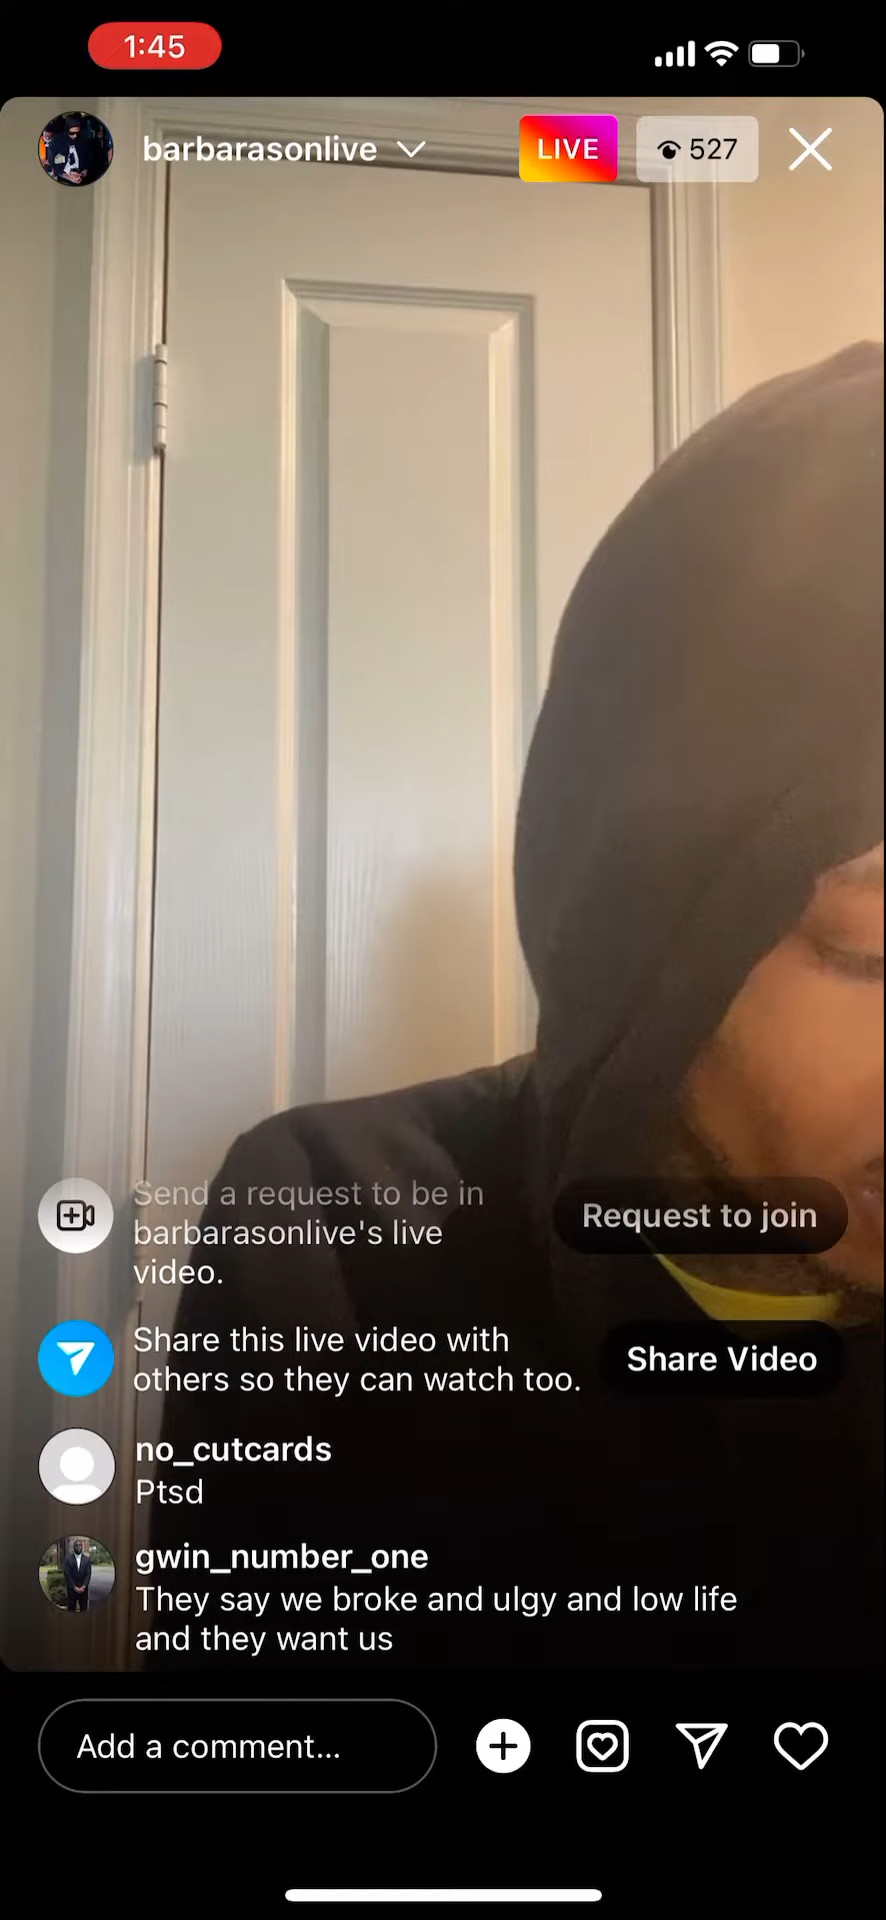 1:45
barbarasonlive
LIVE
527
Send a request to be in
barbarasonlive's live
video.
Request to join
Share this live video with
others so they can watch too.
Share Video
no_cutcards
Ptsd
gwin_number_one
They say we broke and ulgy and low life
and they want us
Add a comment...